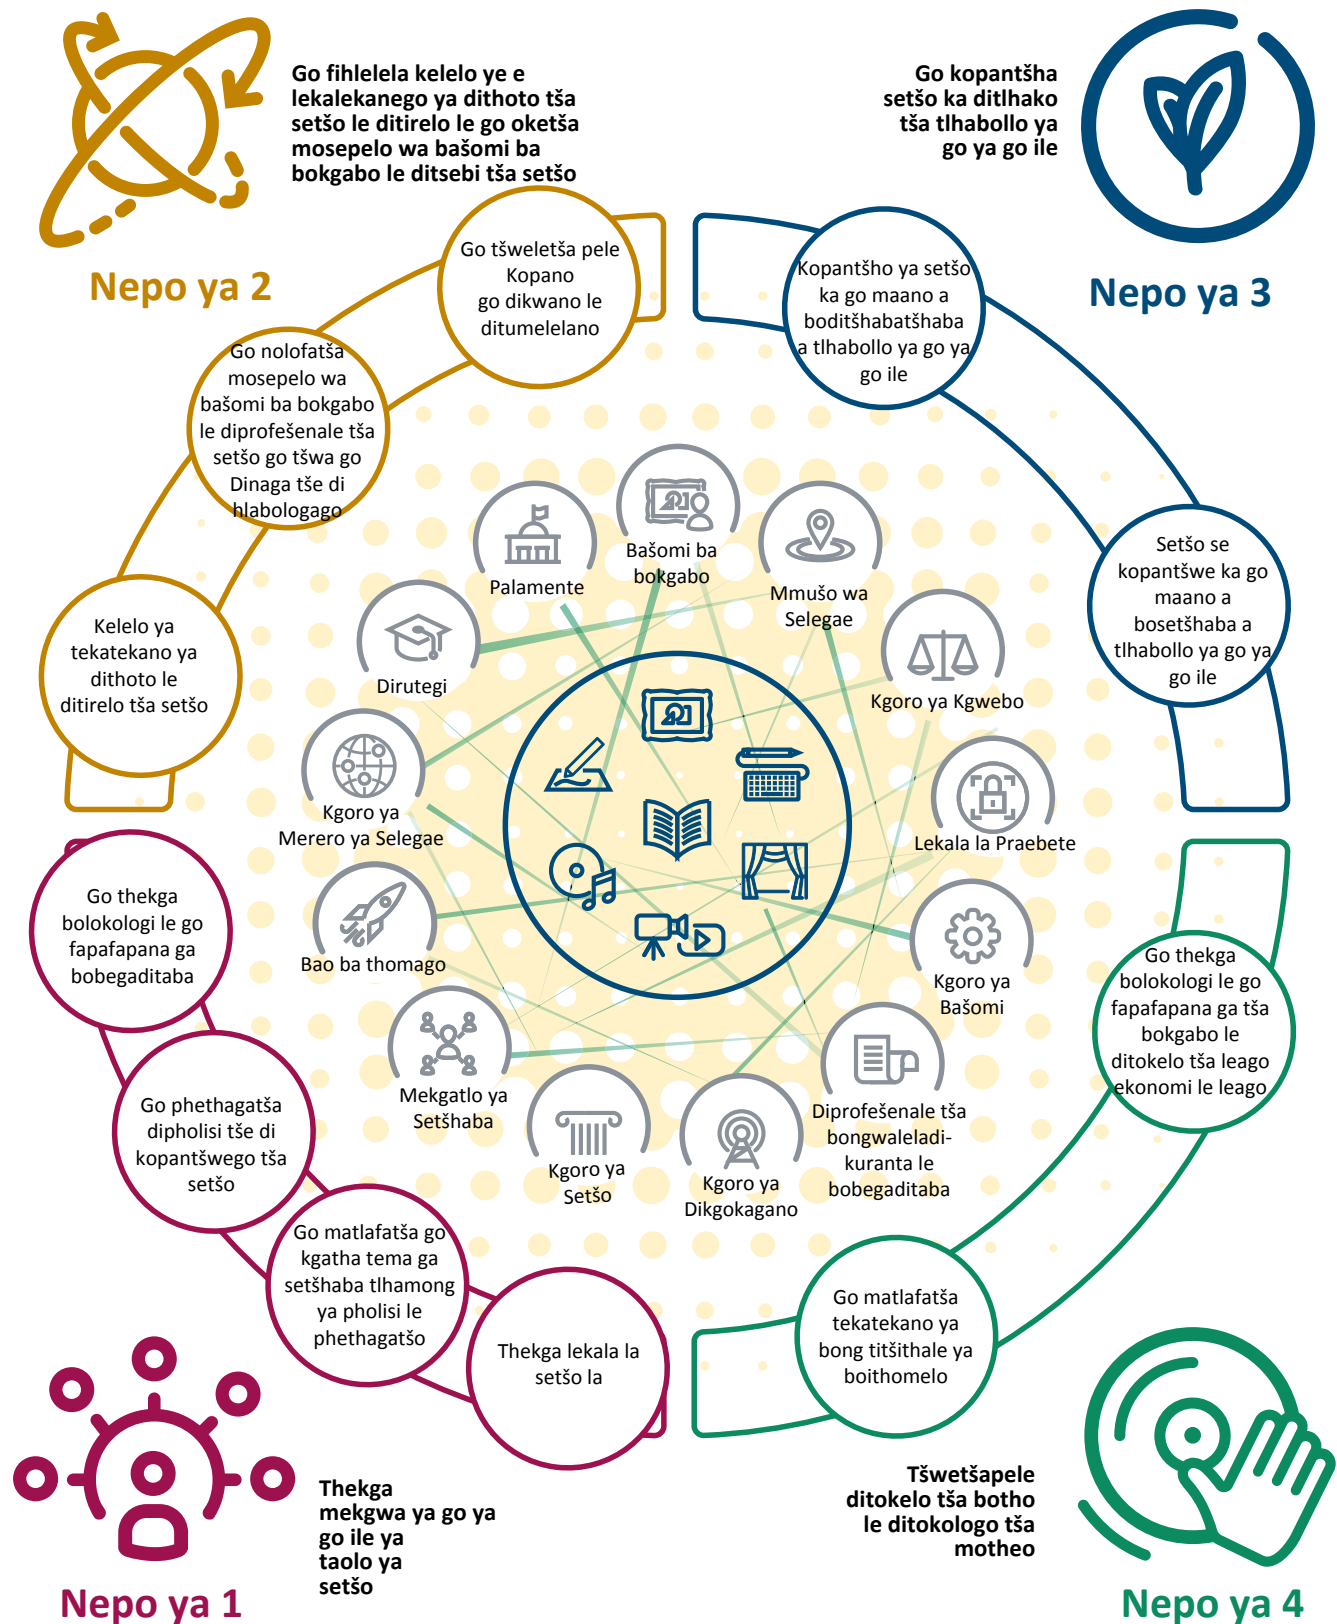 Go fihlelela kelelo ye e
lekalekanego ya dithoto tša
setšo le ditirelo le go oketša
mosepelo wa bašomi ba
bokgabo le ditsebi tša setšo
Nepo ya 2
Go kopantšha
setšo ka ditlhako
tša tlhabollo ya
go ya go ile
Nepo ya 3
Go tšweletša pele
Kopano
go dikwano le
ditumelelano
Go nolofatša
mosepelo wa
bašomi ba bokgabo
le diprofešenale tša
setšo go tšwa go
Dinaga tše di
hlabologago
Kelelo ya
tekatekano ya
dithoto le
ditirelo tša setšo
Kopantšho ya setšo
ka go maano a
boditšhabatšhaba
a tlhabollo ya go ya
go ile
Setšo se
kopantšwe ka go
maano a
bosetšhaba a
tlhabollo ya go ya
go ile
Palamente
Bašomi ba
bokgabo
Mmušo wa
Selegae
Dirutegi
Kgoro ya Kgwebo
Kgoro ya
Merero ya Selegae
Lekala la Praebete
Bao ba thomago
Kgoro ya
Bašomi
Mekgatlo ya
Setšhaba
Kgoro ya
Setšo
Kgoro ya
Dikgokagano
Diprofešenale tša
bongwaleladi-
kuranta le
bobegaditaba
Go thekga
bolokologi le go
fapafapana ga
bobegaditaba
Go phethagatša
dipholisi tše di
kopantšwego tša
setšo
Go matlafatša go
kgatha tema ga
setšhaba tlhamong
ya pholisi le
phethagatšo
Thekga lekala la
setšo la
Go thekga
bolokologi le go
fapafapana ga tša
bokgabo le
ditokelo tša leago
ekonomi le leago
Go matlafatša
tekatekano ya
bong titšithale ya
boithomelo
Thekga
mekgwa ya go ya
go ile ya
taolo ya
setšo
Nepo ya 1
Tšwetšapele
ditokelo tša botho
le ditokologo tša
motheo
Nepo ya 4